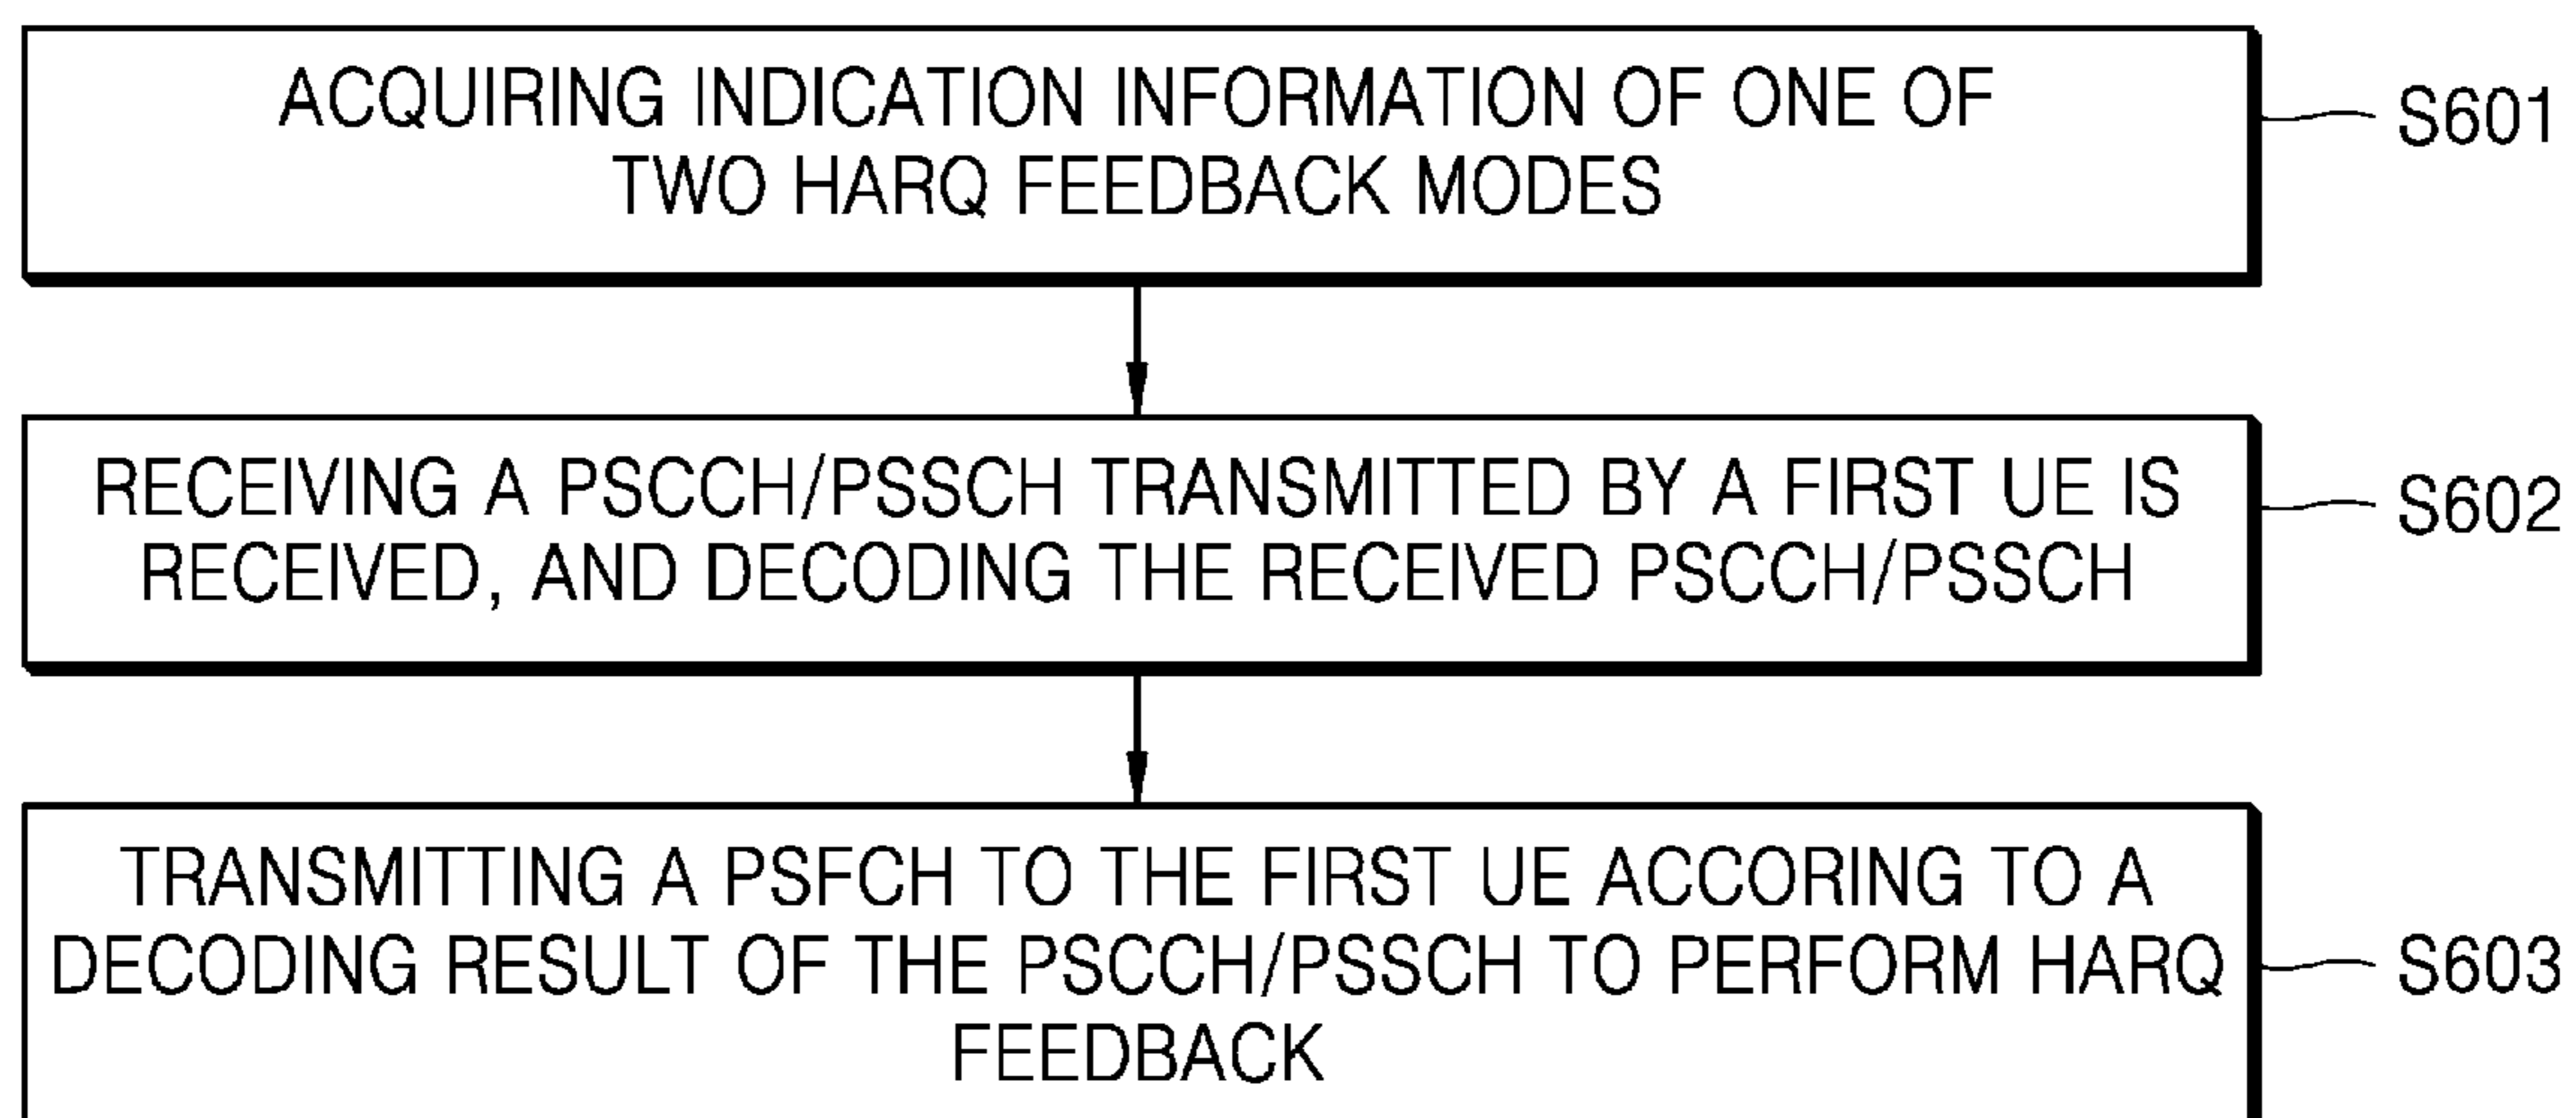 ACQUIRING INDICATION INFORMATION OF ONE OF
TWO HARQ FEEDBACK MODES
S601
RECEIVING A PSCCH/PSSCH TRANSMITTED BY A FIRST UE IS
RECEIVED, AND DECODING THE RECEIVED PSCCH/PSSCH
S602
TRANSMITTING A PSFCH TO THE FIRST UE ACCORING TO A
DECODING RESULT OF THE PSCCH/PSSCH TO PERFORM HARQ
FEEDBACK
S603